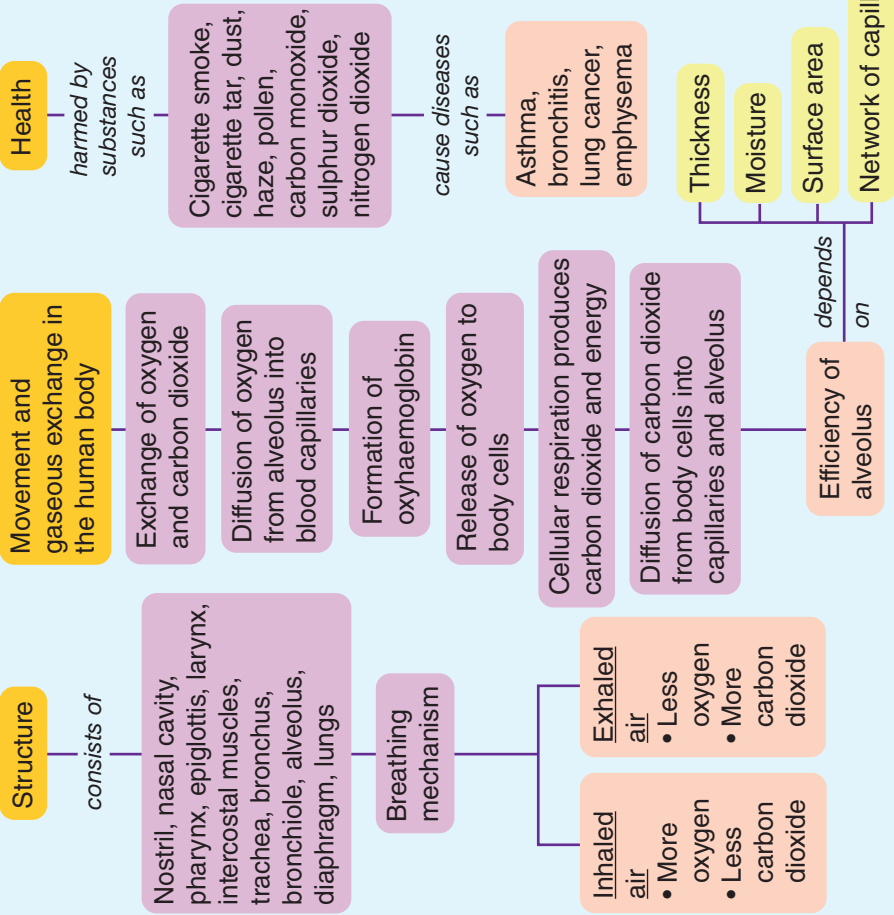 Structure
consists of
Nostril, nasal cavity,
pharynx, epiglottis, larynx,
intercostal muscles,
trachea, bronchus,
bronchiole, alveolus,
diaphragm, lungs
Breathing
mechanism
Inhaled
air
• More
oxygen
• Less
carbon
dioxide
Exhaled
air
• Less
oxygen
• More
carbon
dioxide
Movement and
gaseous exchange in
the human body
Exchange of oxygen
and carbon dioxide
Diffusion of oxygen
from alveolus into
blood capillaries
Formation of
oxyhaemoglobin
Release of oxygen to
body cells
Cellular respiration produces
carbon dioxide and energy
Diffusion of carbon dioxide
from body cells into
capillaries and alveolus
Efficiency of
alveolus
depends
on
Thickness
Moisture
Surface area
Network of
Health
harmed by
substances
such as
Cigarette smoke,
cigarette tar, dust,
haze, pollen,
carbon monoxide,
sulphur dioxide,
nitrogen dioxide
cause diseases
such as
Asthma,
bronchitis,
lung cancer,
emphysema